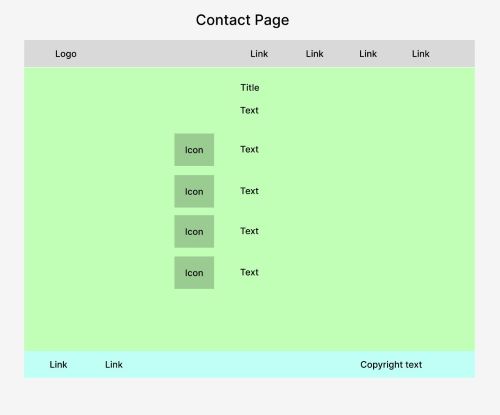 Contact Page
Logo Link Link Link Link
Title
Text
Icon Text
Icon Text
Icon Text
Icon Text
Link Link Copyright text